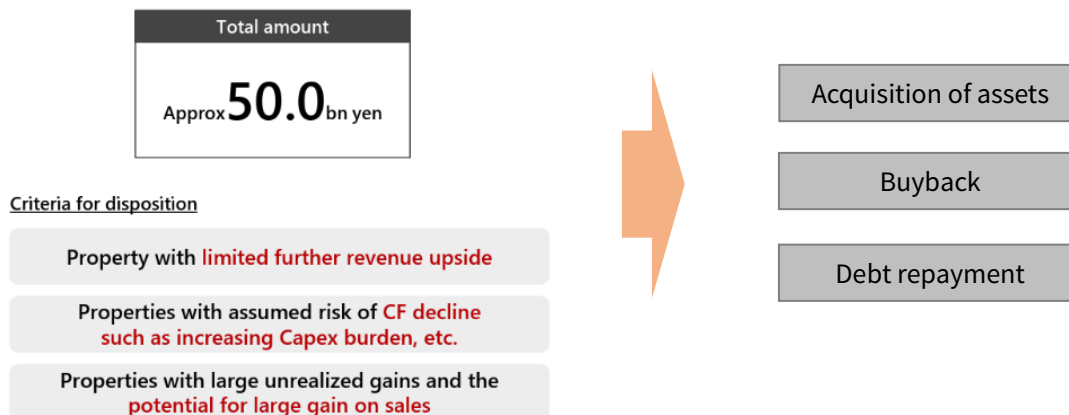 Total amount
Approx 50.0 bn yen
Criteria for disposition
Property with limited further revenue upside
Properties with assumed risk of CF decline
such as increasing Capex burden, etc.
Properties with large unrealized gains and the
potential for large gain on sales
Acquisition of assets
Buyback
Debt repayment